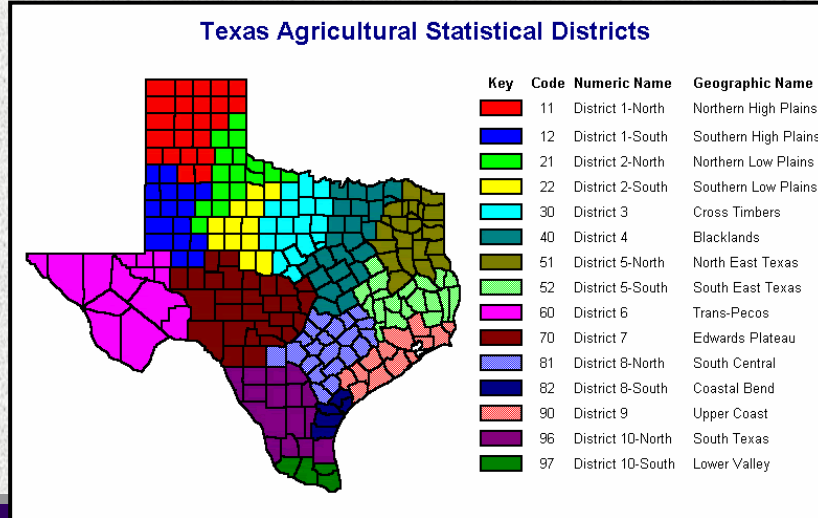 Texas Agricultural Statistical Districts
Key Code Numeric Name Geographic Name
11 District 1-North Northern High Plains
12 District 1-South Southern High Plains
21 District 2-North Northern Low Plains
22 District 2-South Southern Low Plains
30 District 3 Cross Timbers
40 District 4 Blacklands
51 District 5-North North East Texas
52 District 5-South South East Texas
60 District 6 Trans-Pecos
70 District 7 Edwards Plateau
81 District 8-North South Central
82 District 8-South Coastal Bend
90 District 9 Upper Coast
96 District 10-North South Texas
97 District 10-South Lower Valley